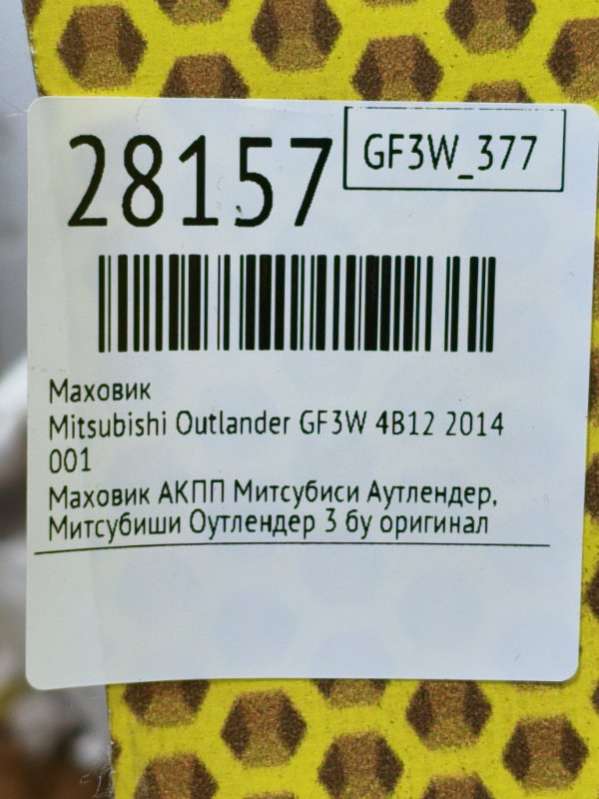 28157
GF3W_377
Маховик
Mitsubishi Outlander GF3W 4B12 2014
001
Маховик АКПП Митсубиси Аутлендер,
Митсубиши Оутлендер 3 бу оригинал